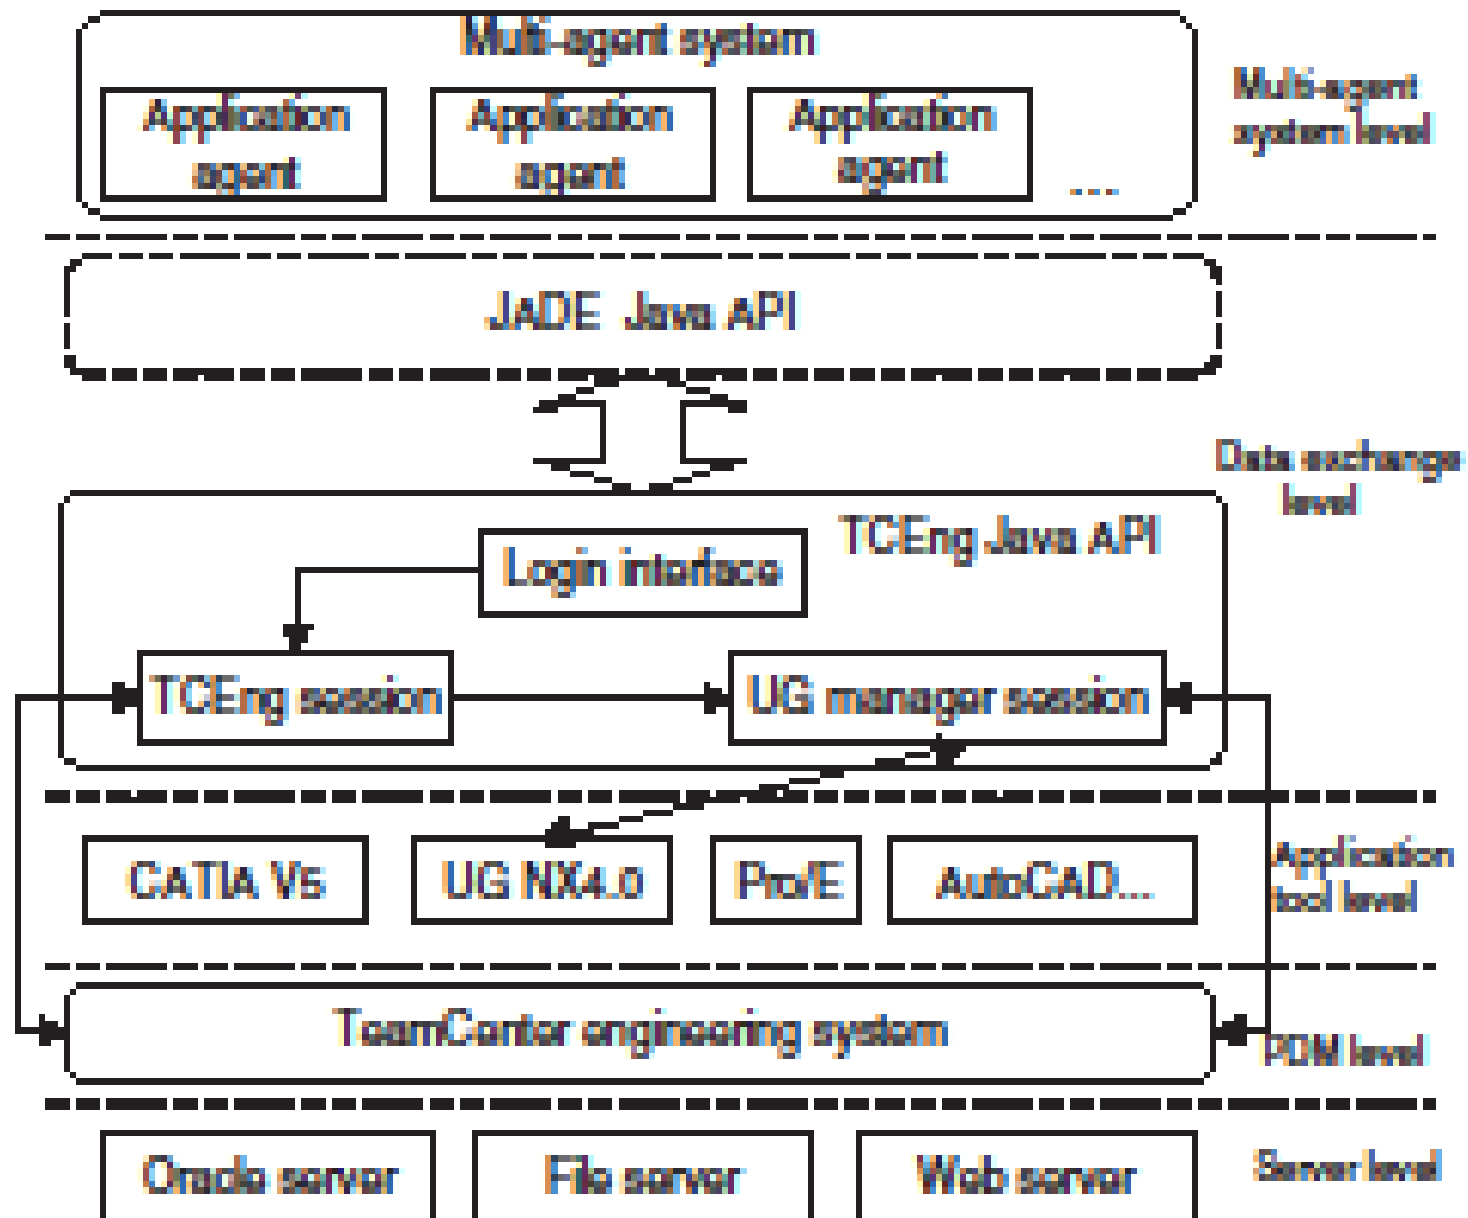 Multi-agent system
Application
agent
Application
agent
Application
agent
...
Multi-agent
system level
JADE Java API
Data exchange
level
TCEng Java API
Login interface
TCEng session
UG manager session
CATIA V5
UG NX4.0
Pro/E
AutoCAD...
Application
tool level
TeamCenter engineering system
PDM level
Oracle server
File server
Web server
Server level